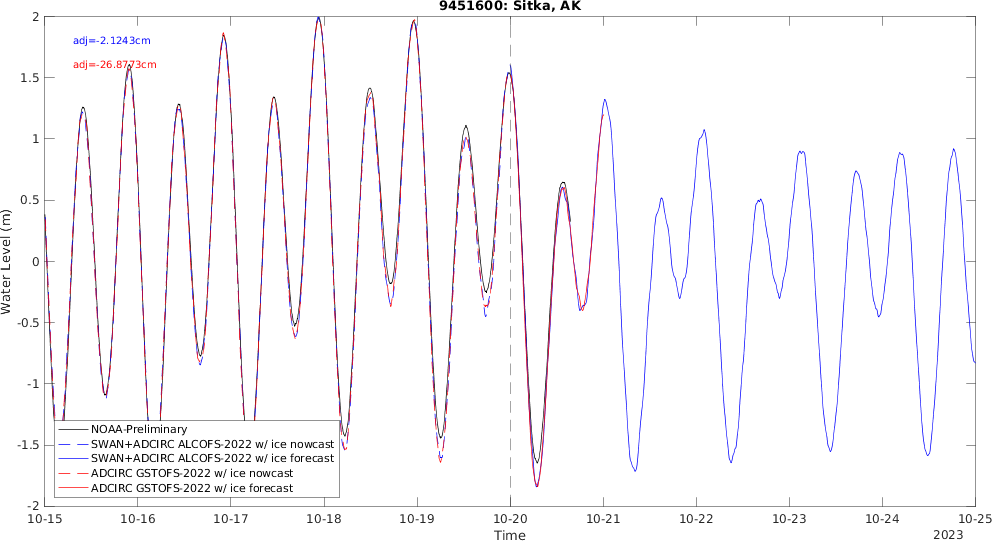 9451600: Sitka, AK
adj=-2.1243cm
adj=-26.8773cm
Water Level (m)
2
1.5
1
0.5
0
-0.5
-1
-1.5
-2
NOAA-Preliminary
SWAN+ADCIRC ALCOFS-2022 w/ ice nowcast
SWAN+ADCIRC ALCOFS-2022 w/ ice forecast
ADCIRC GSTOFS-2022 w/ ice nowcast
ADCIRC GSTOFS-2022 w/ ice forecast
10-15 10-16 10-17 10-18 10-19 10-20 10-21 10-22 10-23 10-24 10-25
Time
2023